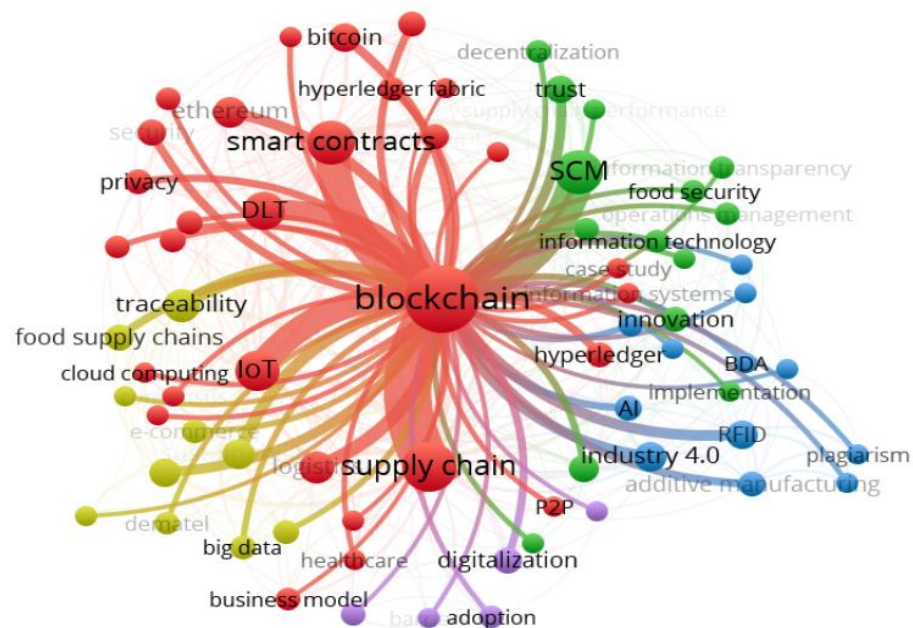 bitcoin
decentralization
hyperledger fabric
trust
ethereum
supply chain performance
security
smart contracts
SCM
information transparency
privacy
food security
DLT
operations management
information technology
case study
blockchain
information systems
traceability
innovation
food supply chains
hyperledger
BDA
cloud computing
IoT
implementation
AI
e-commerze
RFID
logistics
supply chain
industry 4.0
plagiarism
additive manufacturing
P2P
dematel
big data
healthcare
digitalization
business model
adoption